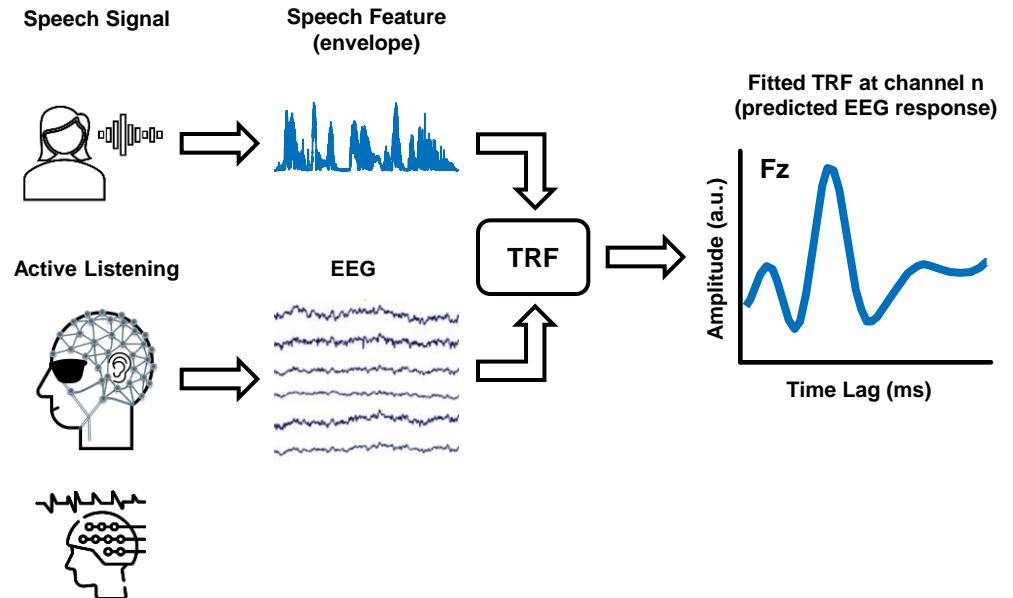 Speech Signal
Speech Feature
(envelope)
Fitted TRF at channel n
(predicted EEG response)
Fz
Amplitude (a.u.)
TRF
Active Listening
EEG
Time Lag (ms)